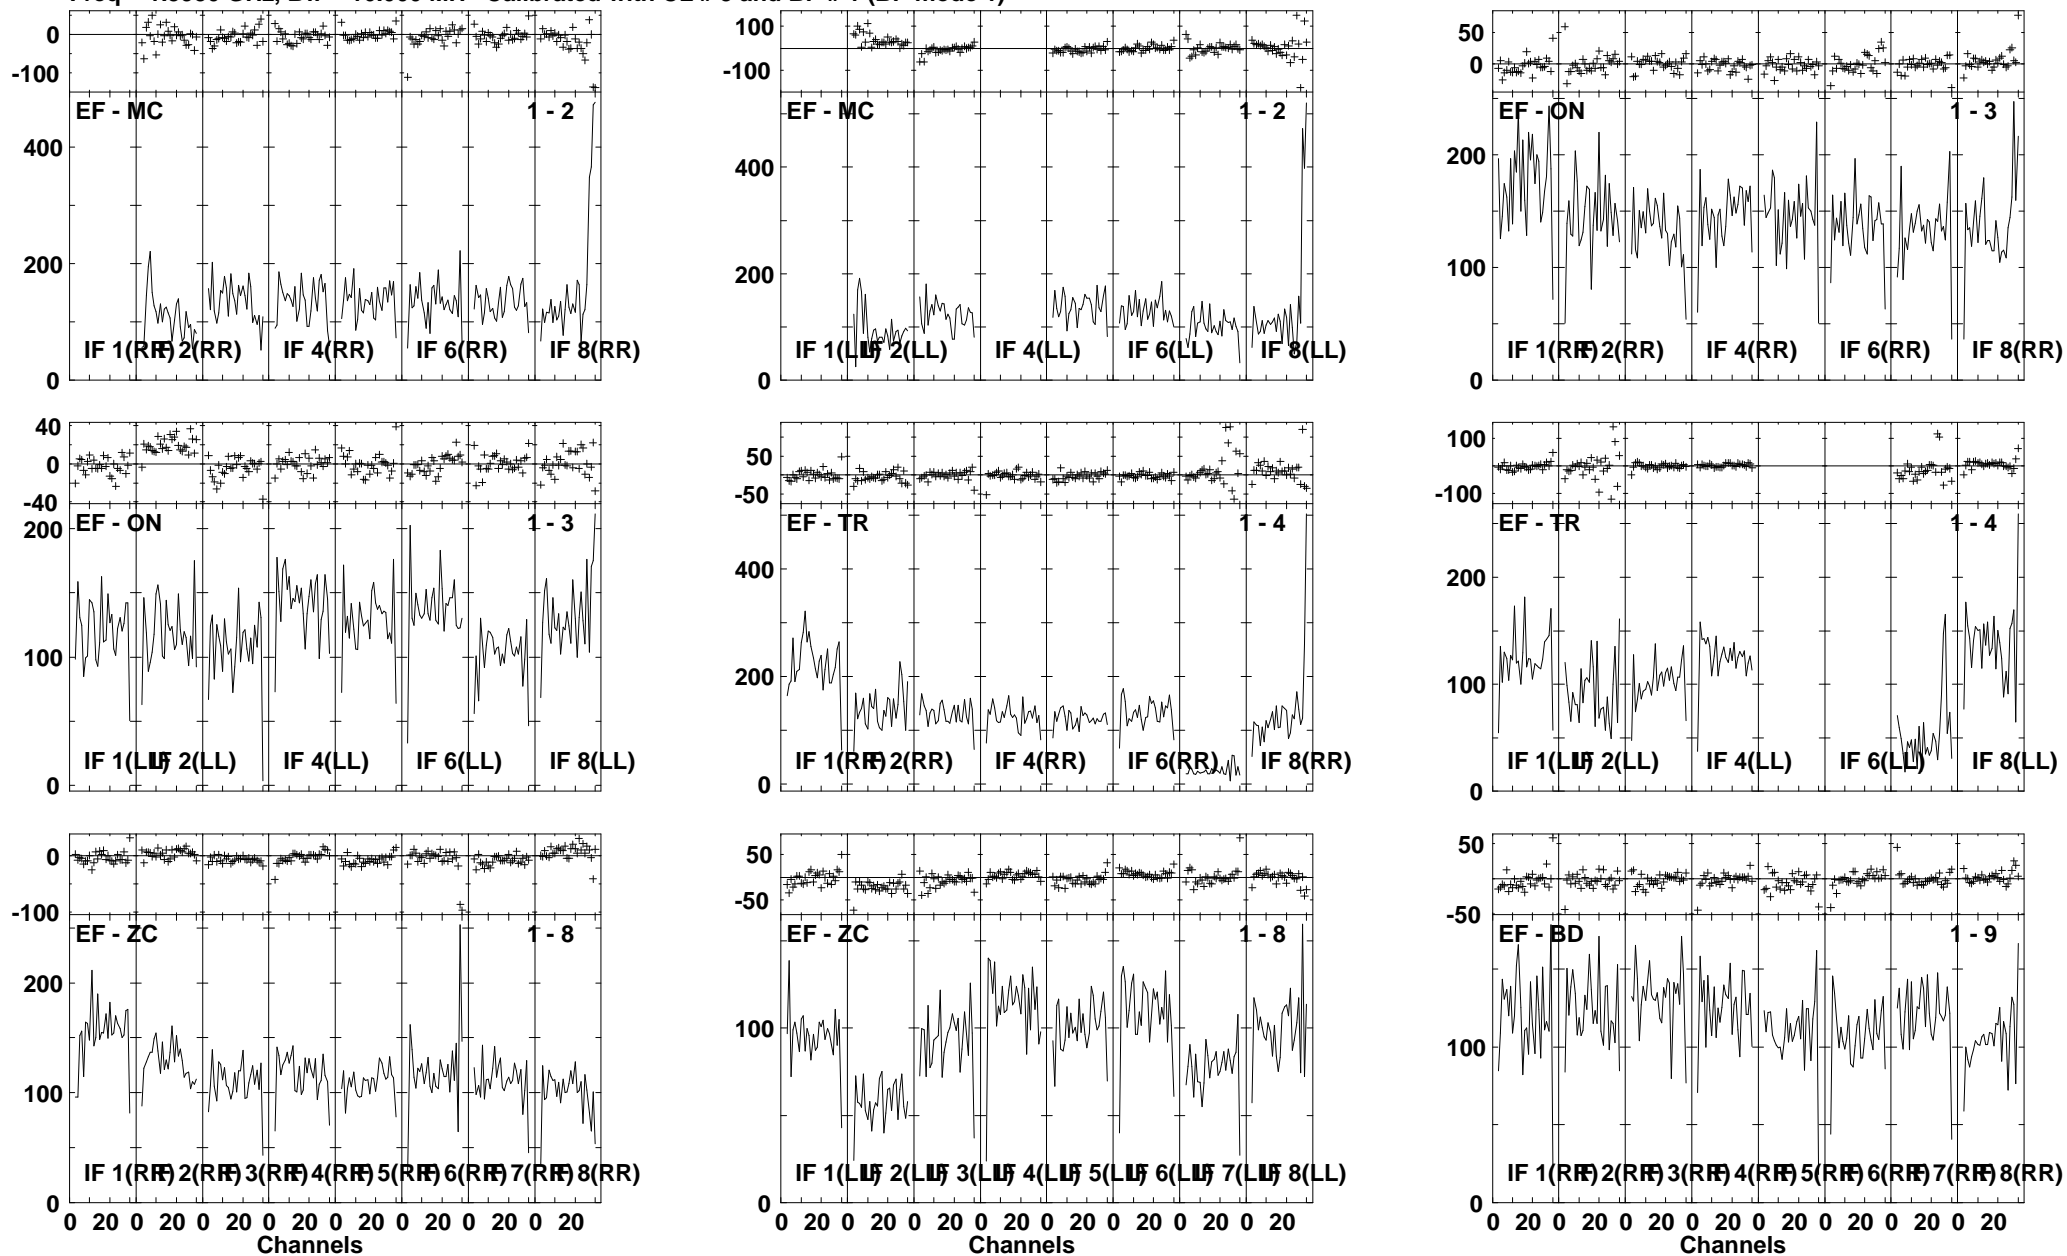 0
-100
EF - MC 1 - 2
400
200
IF 1(RR) IF 2(RR) IF 4(RR) IF 6(RR) IF 8(RR)
0
100
-100
EF - MC 1 - 2
400
200
IF 1(LL) IF 2(LL) IF 4(LL) IF 6(LL) IF 8(LL)
0
50
0
EF - ON 1 - 3
200
100
IF 1(RR) IF 2(RR) IF 4(RR) IF 6(RR) IF 8(RR)
0
40
0
-40
EF - ON 1 - 3
200
100
IF 1(LL) IF 2(LL) IF 4(LL) IF 6(LL) IF 8(LL)
0
50
-50
EF - TR 1 - 4
400
200
IF 1(RR) IF 2(RR) IF 4(RR) IF 6(RR) IF 8(RR)
0
100
-100
EF - TR 1 - 4
200
100
IF 1(LL) IF 2(LL) IF 4(LL) IF 6(LL) IF 8(LL)
0
0
-100
EF - ZC 1 - 8
200
100
IF 1(RR) IF 2(RR) IF 3(RR) IF 4(RR) IF 5(RR) IF 6(RR) IF 7(RR) IF 8(RR)
0
0 20 0 20 0 20 0 20 0 20 0 20 0 20 0 20
Channels
50
-50
EF - ZC 1 - 8
100
IF 1(LL) IF 2(LL) IF 3(LL) IF 4(LL) IF 5(LL) IF 6(LL) IF 7(LL) IF 8(LL)
0
0 20 0 20 0 20 0 20 0 20 0 20 0 20 0 20
Channels
50
-50
EF - BD 1 - 9
100
IF 1(RR) IF 2(RR) IF 3(RR) IF 4(RR) IF 5(RR) IF 6(RR) IF 7(RR) IF 8(RR)
0
0 20 0 20 0 20 0 20 0 20 0 20 0 20 0 20
Channels